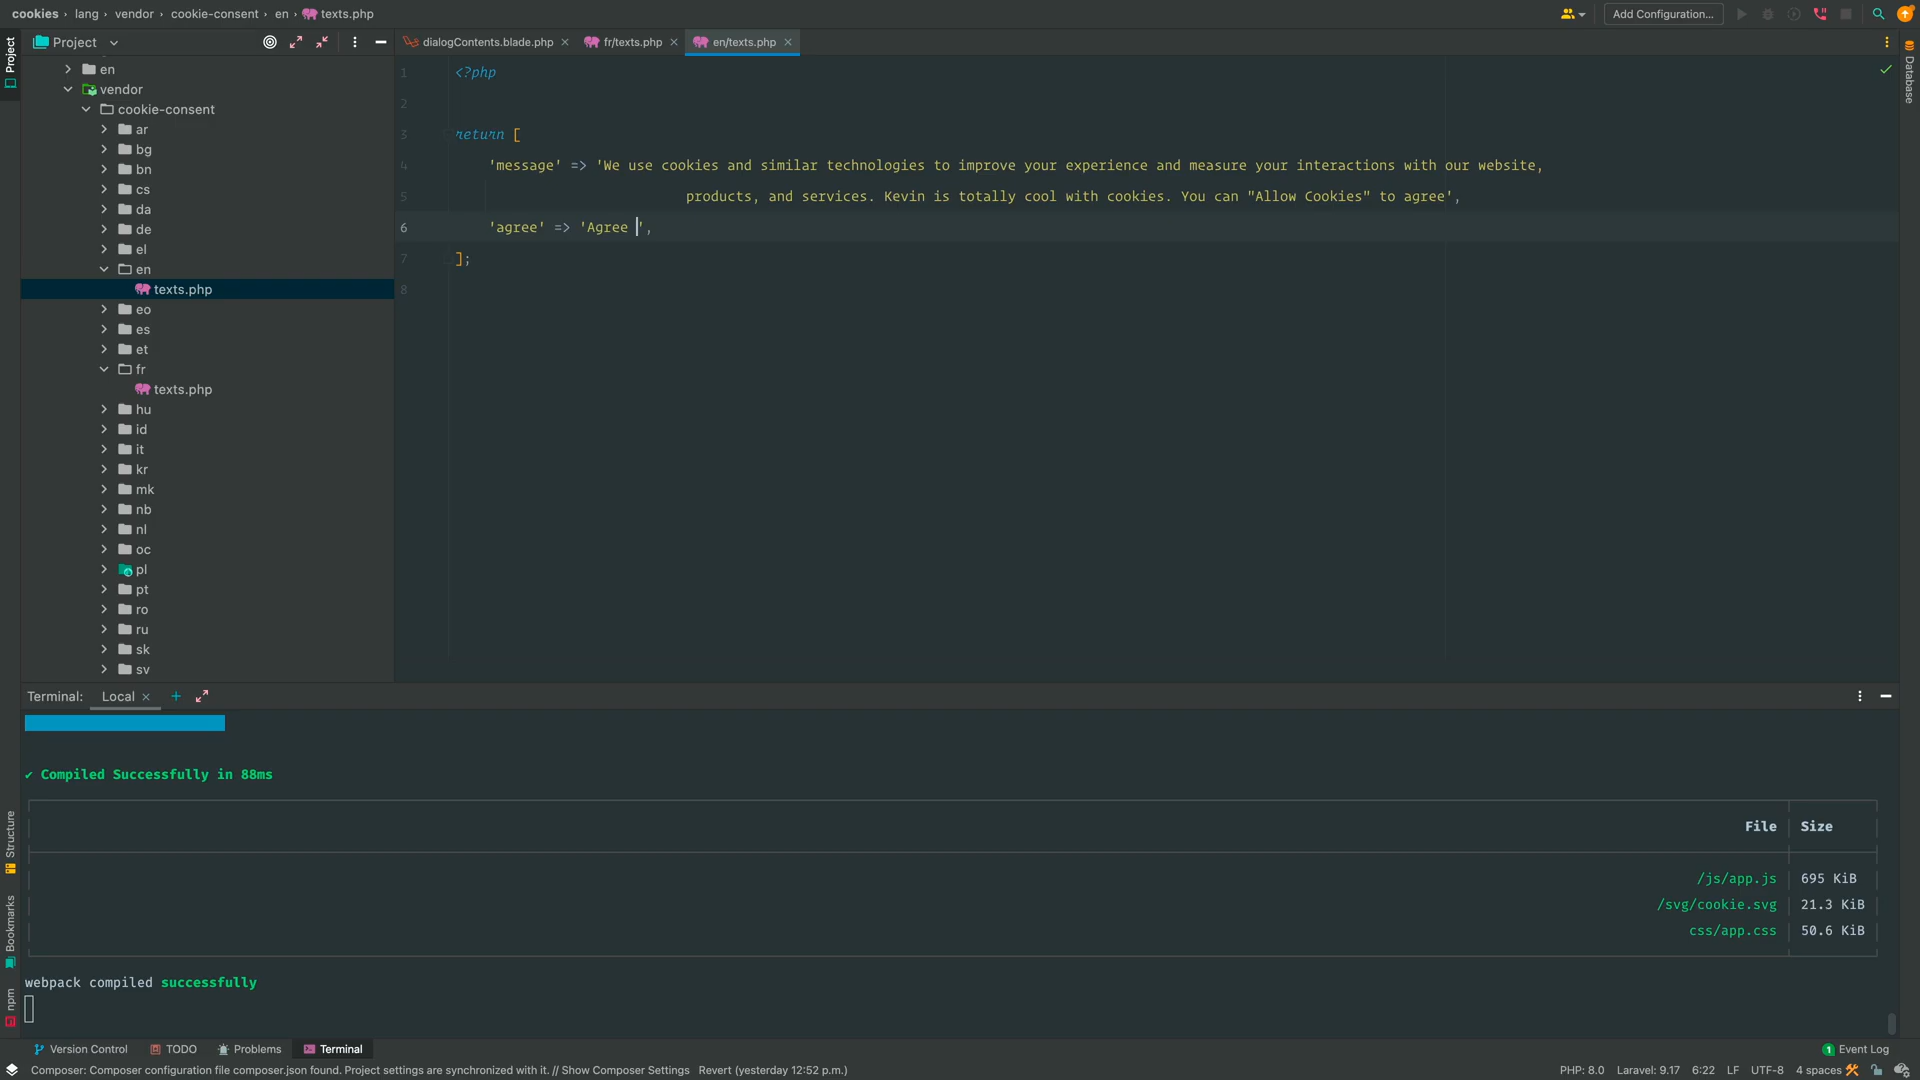 cookies › lang › vendor › cookie-consent › en › texts.php
Add Configuration...
Project
Project
en
vendor
cookie-consent
ar
bg
bn
cs
da
de
el
en
texts.php
eo
es
et
fr
texts.php
hu
id
it
kr
mk
nb
nl
oc
pl
pt
ro
ru
sk
sv
dialogContents.blade.php
fr/texts.php
en/texts.php
1 <?php
2
3 return [
4 'message' => 'We use cookies and similar technologies to improve your experience and measure your interactions with our website,
5 products, and services. Kevin is totally cool with cookies. You can "Allow Cookies" to agree',
6 'agree' => 'Agree ',
7 ];
8
Database
Terminal: Local
✔ Compiled Successfully in 88ms
File Size
/js/app.js 695 KiB
/svg/cookie.svg 21.3 KiB
css/app.css 50.6 KiB
webpack compiled successfully
Structure
Bookmarks
npm
Version Control TODO Problems Terminal
1 Event Log
Composer: Composer configuration file composer.json found. Project settings are synchronized with it. // Show Composer Settings Revert (yesterday 12:52 p.m.)
PHP: 8.0 Laravel: 9.17 6:22 LF UTF-8 4 spaces